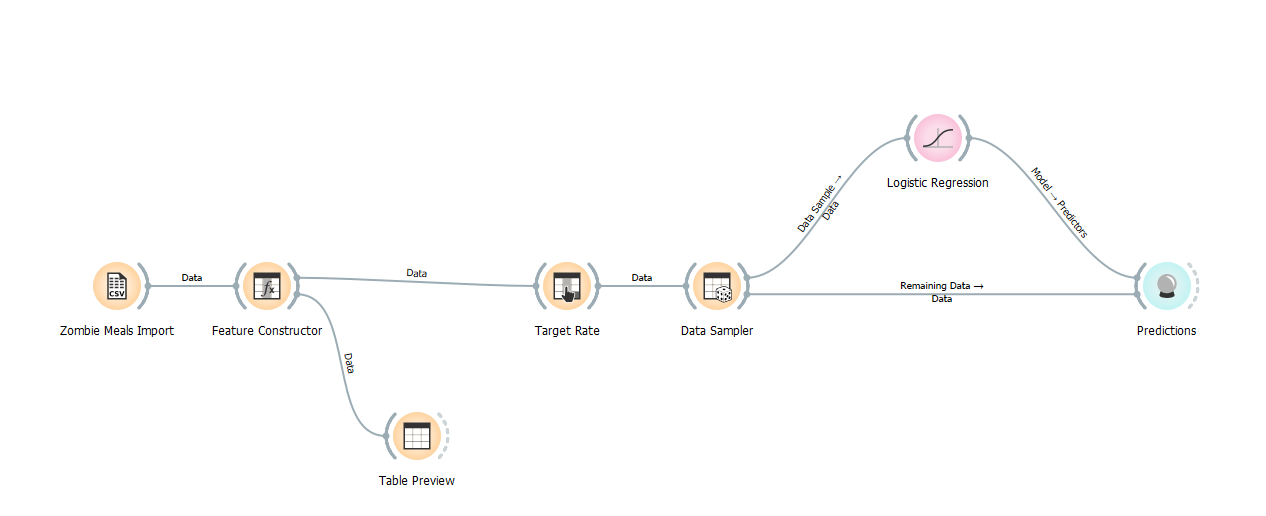 CSV
Zombie Meals Import
Data
fx
Feature Constructor
Data
Data
Table Preview
Target Rate
Data
Data Sampler
Data Sample →
Data
Logistic Regression
Model → Predictors
Remaining Data →
Data
Predictions